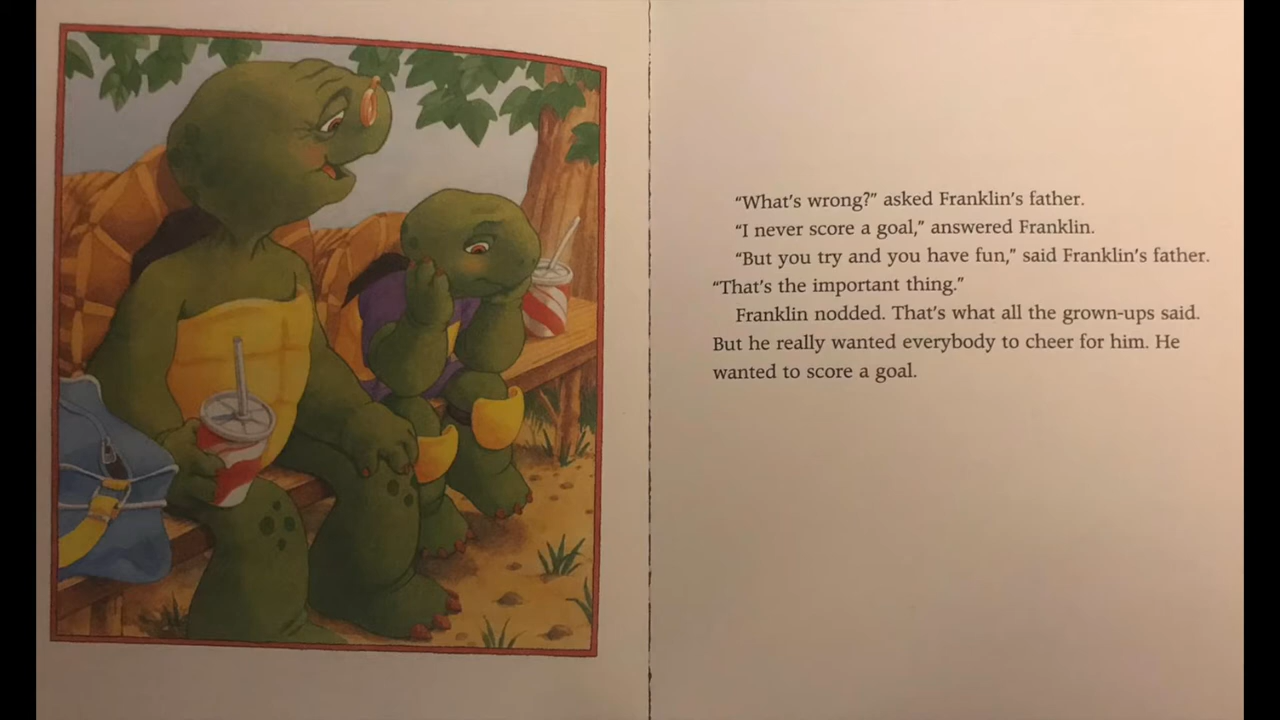 “What’s wrong?” asked Franklin’s father.
“I never score a goal,” answered Franklin.
“But you try and you have fun,” said Franklin’s father.
“That’s the important thing.”
Franklin nodded. That’s what all the grown-ups said.
But he really wanted everybody to cheer for him. He
wanted to score a goal.